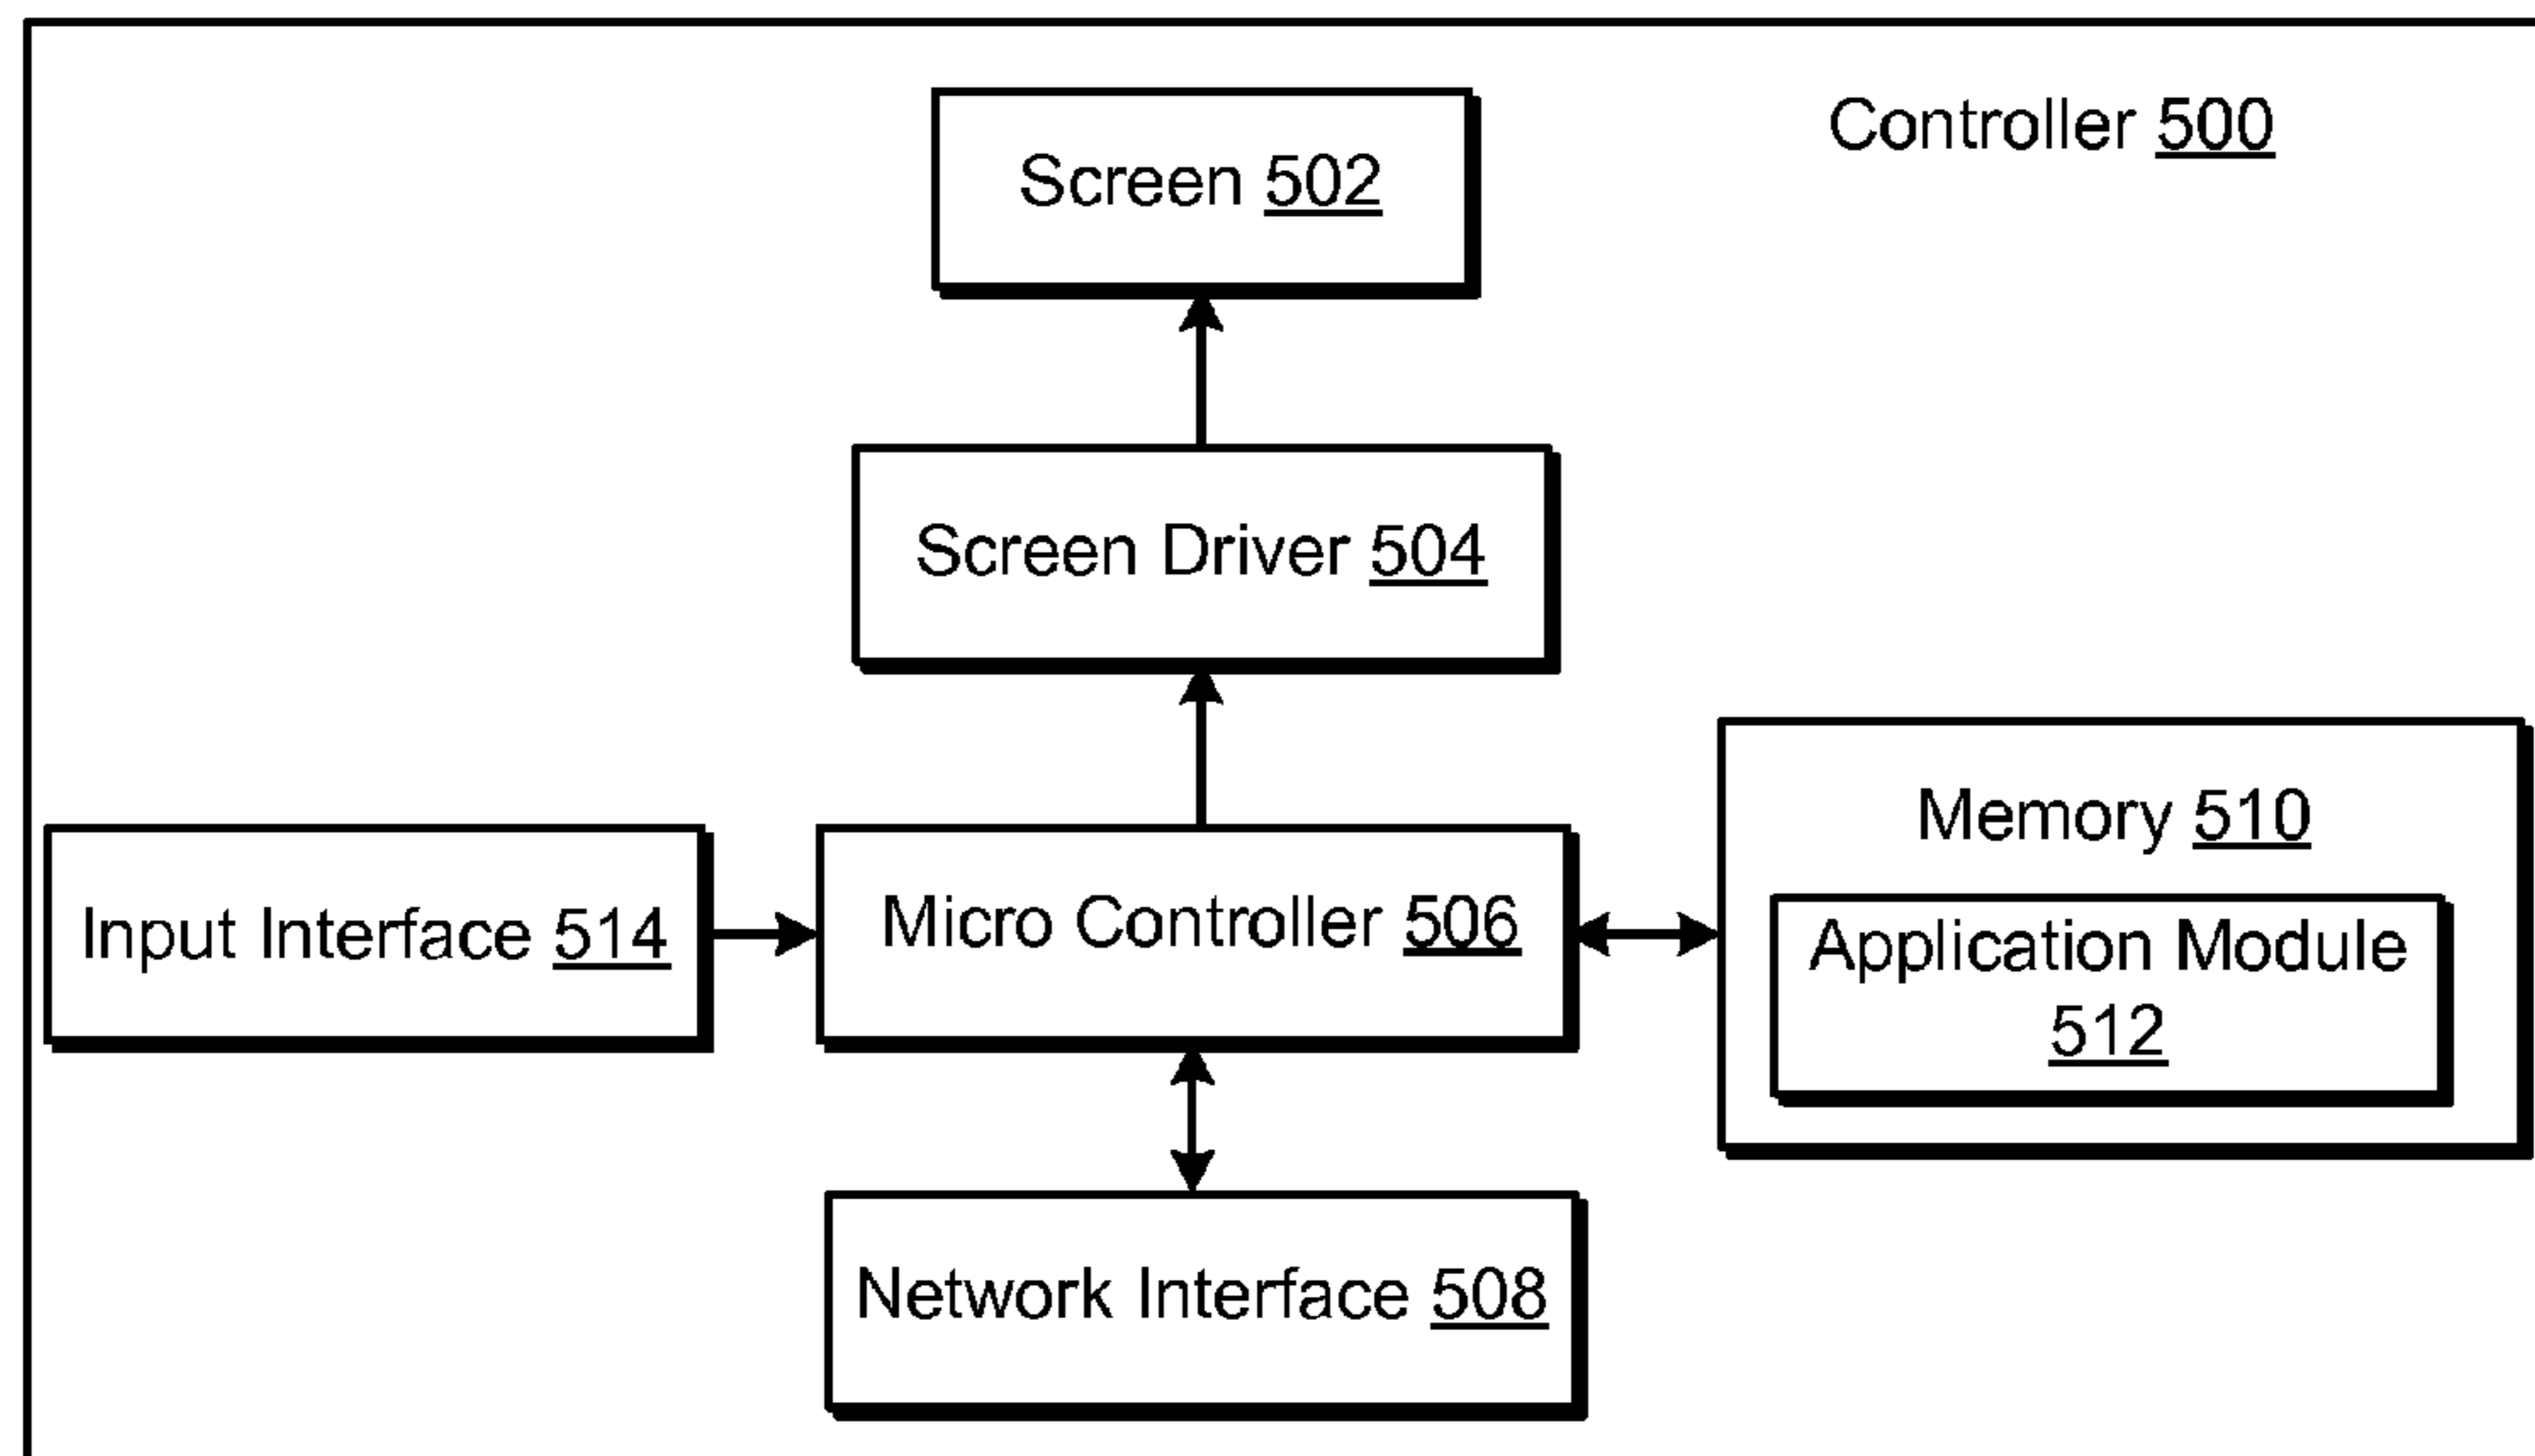 Controller 500
Screen 502
Screen Driver 504
Memory 510
Input Interface 514
Micro Controller 506
Application Module
512
Network Interface 508